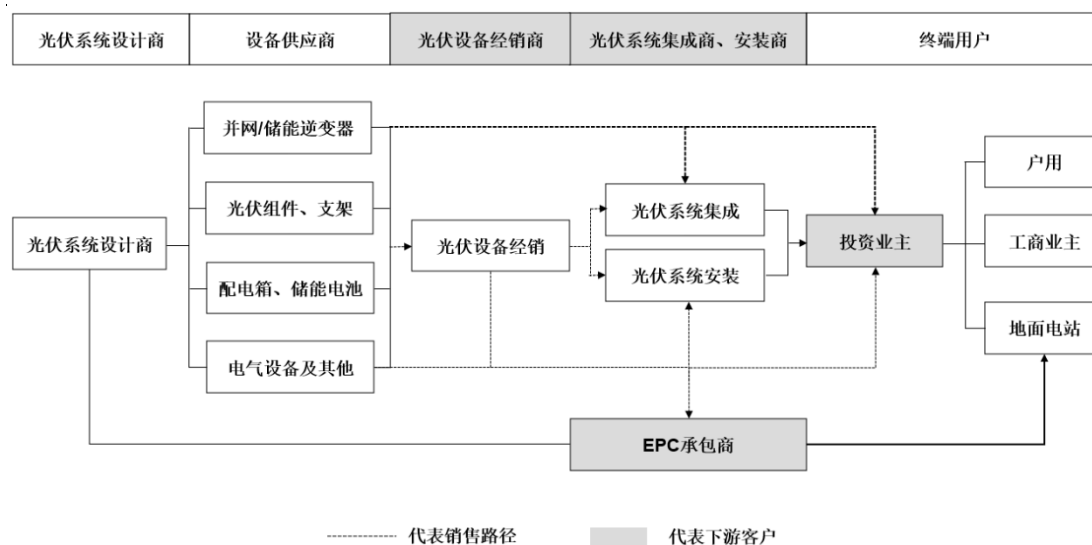 光伏系统设计商
设备供应商
光伏设备经销商
光伏系统集成商、安装商
终端用户
并网/储能逆变器
户用
光伏组件、支架
光伏系统集成
光伏系统设计商
光伏设备经销
投资业主
工商业主
配电箱、储能电池
光伏系统安装
地面电站
电气设备及其他
EPC承包商
代表销售路径
代表下游客户